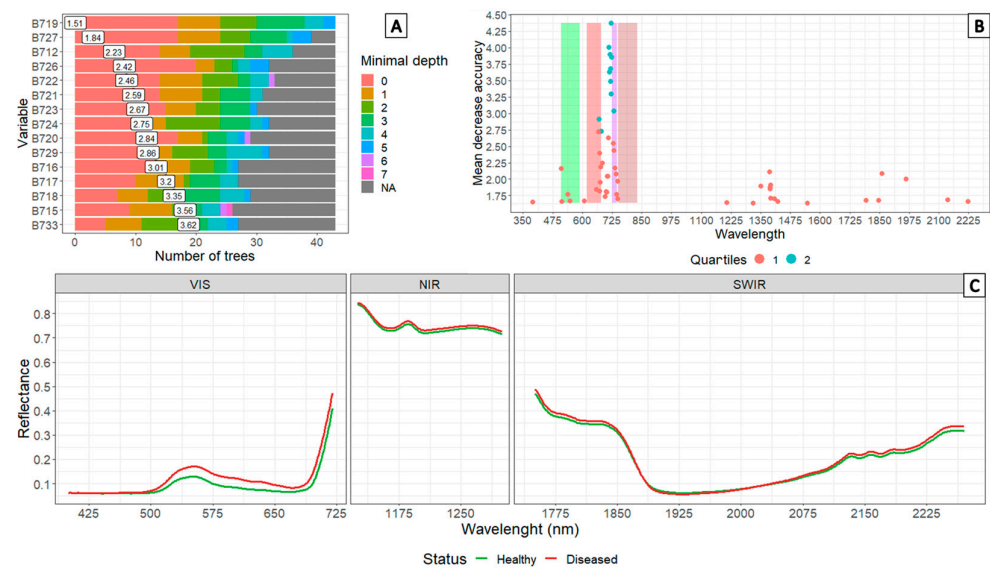 A
Variable
B719
B727
B712
B726
B722
B721
B723
B724
B720
B729
B716
B717
B718
B715
B733
1.51
1.84
2.23
2.42
2.46
2.59
2.67
2.75
2.84
2.86
3.01
3.2
3.35
3.56
3.62
0 10 20 30 40
Number of trees
Minimal depth
0
1
2
3
4
5
6
7
NA
B
Mean decrease accuracy
4.50
4.25
4.00
3.75
3.50
3.25
3.00
2.75
2.50
2.25
2.00
1.75
350 475 600 725 850 975 1100 1225 1350 1475 1600 1725 1850 1975 2100 2225
Wavelength
Quartiles 1 2
C
VIS NIR SWIR
Reflectance
0.8
0.7
0.6
0.5
0.4
0.3
0.2
0.1
425 500 575 650 725 1175 1250 1775 1850 1925 2000 2075 2150 2225
Wavelenght (nm)
Status Healthy Diseased